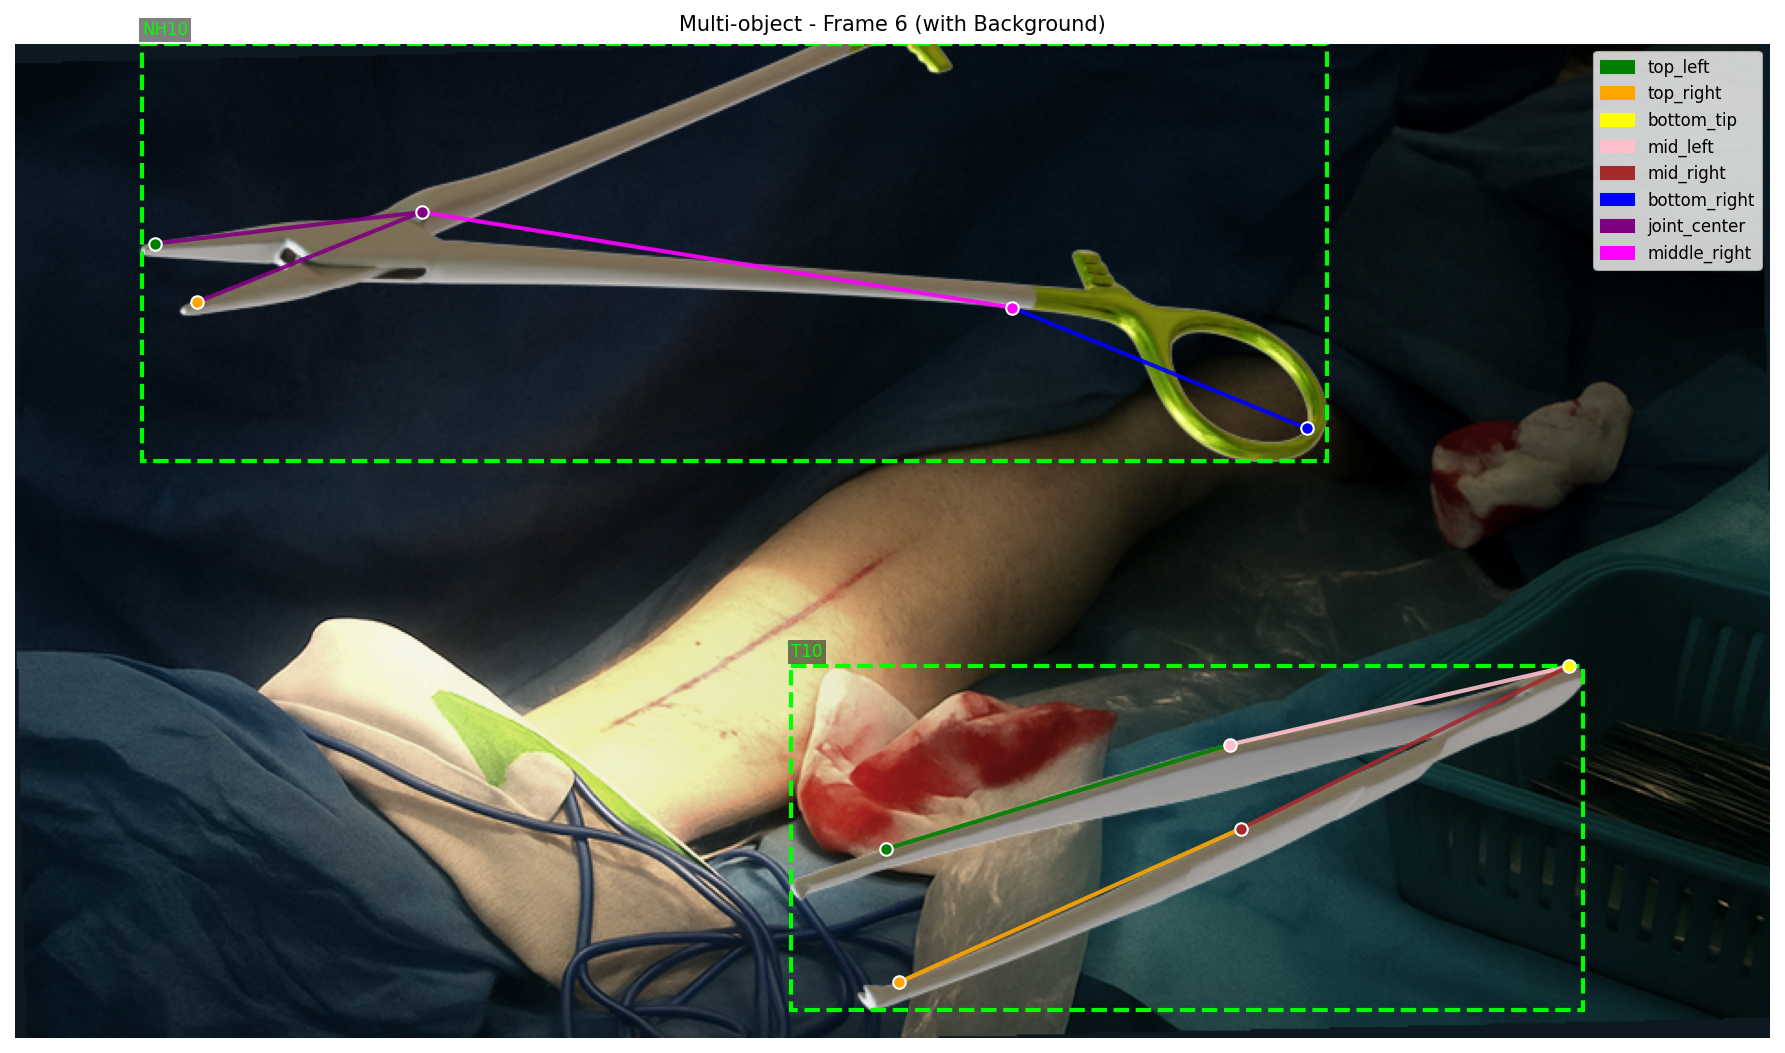 Multi-object - Frame 6 (with Background)
NH10
top_left
top_right
bottom_tip
mid_left
mid_right
bottom_right
joint_center
middle_right
T10